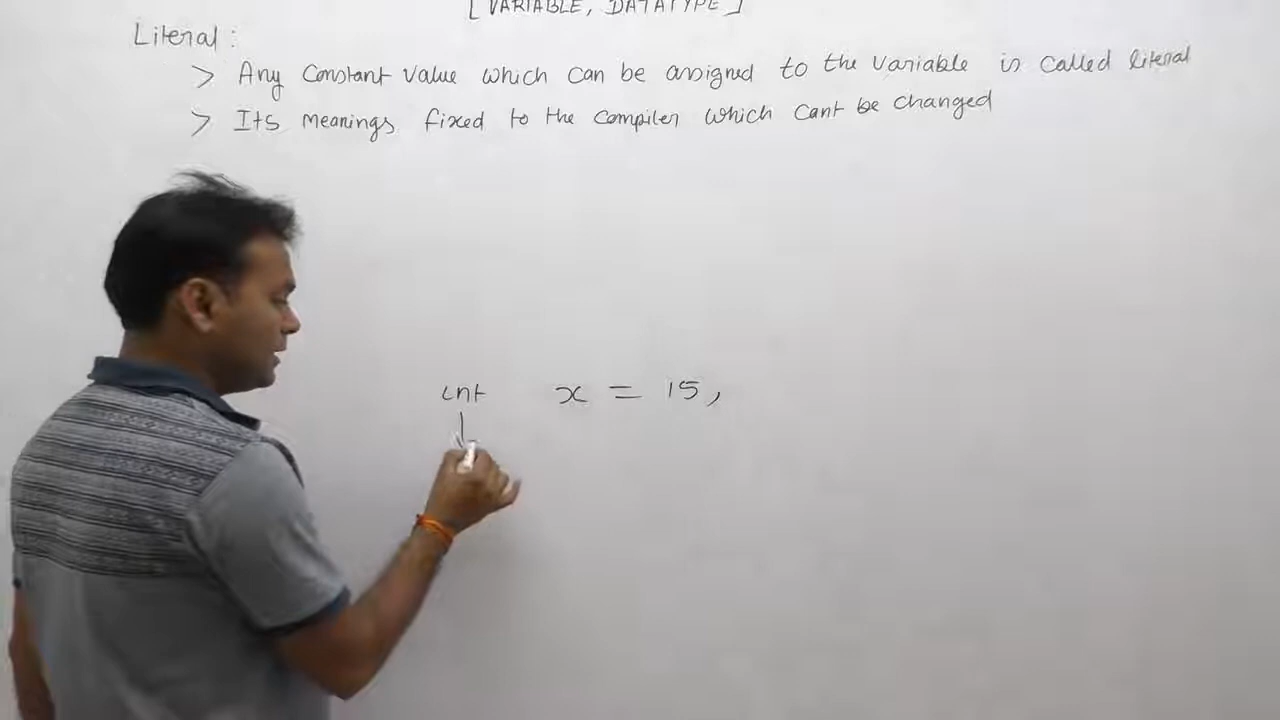 [VARIABLE, DATATYPE]
Literal :
> Any Constant value which can be assigned to the variable is called literal
> Its meanings fixed to the compiler which cant be changed
int x = 15,